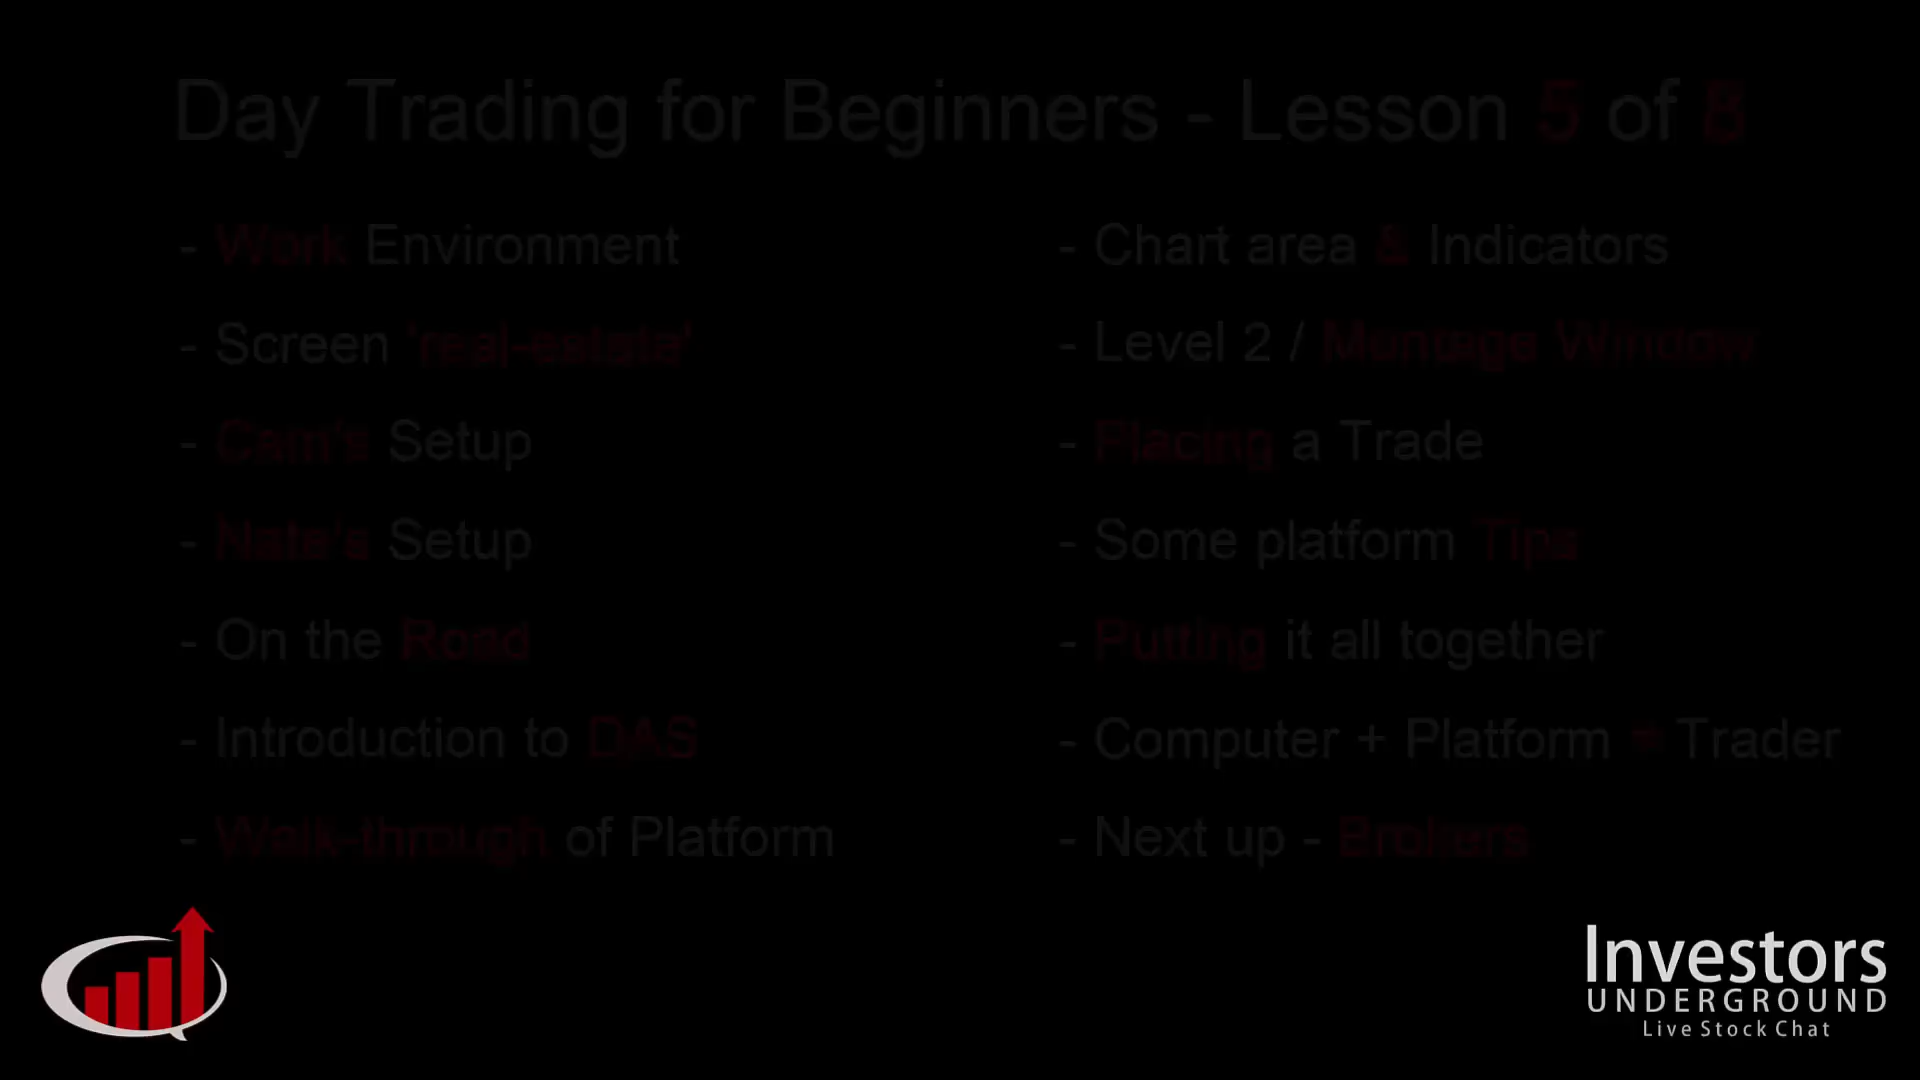 Day Trading for Beginners - Lesson 5 of 8
- Work Environment
- Screen 'real-estate'
- Cam's Setup
- Nate's Setup
- On the Road
- Introduction to DAS
- Walk-through of Platform
- Chart area & Indicators
- Level 2 / Montage Window
- Placing a Trade
- Some platform Tips
- Putting it all together
- Computer + Platform = Trader
- Next up - Brokers
Investors
UNDERGROUND
Live Stock Chat